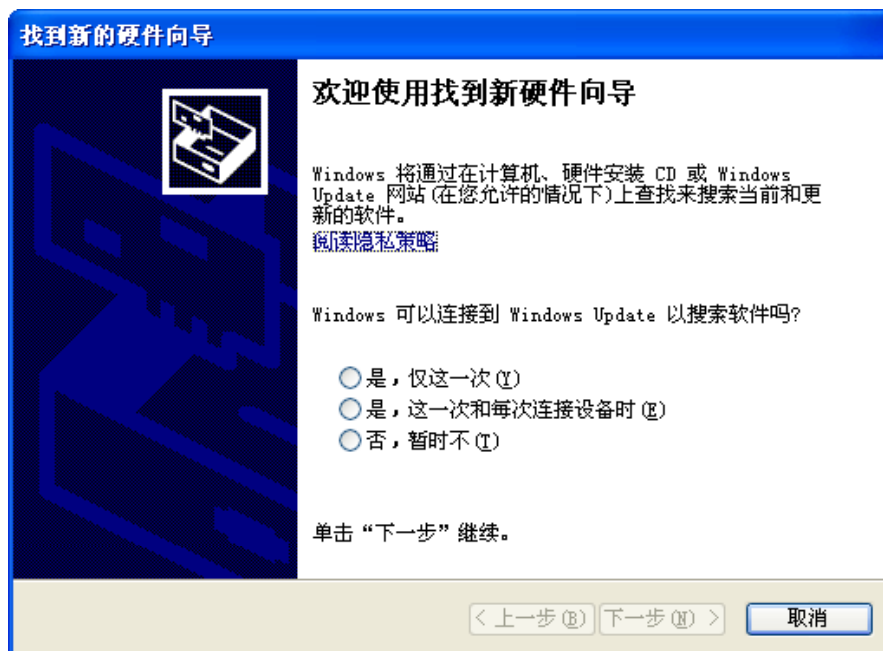 找到新的硬件向导
欢迎使用找到新硬件向导
Windows 将通过在计算机、硬件安装 CD 或 Windows
Update 网站(在您允许的情况下)上查找来搜索当前和更
新的软件。
阅读隐私策略
Windows 可以连接到 Windows Update 以搜索软件吗?
是，仅这一次(Y)
是，这一次和每次连接设备时(E)
否，暂时不(T)
单击“下一步”继续。
< 上一步(B) 下一步(N) > 取消